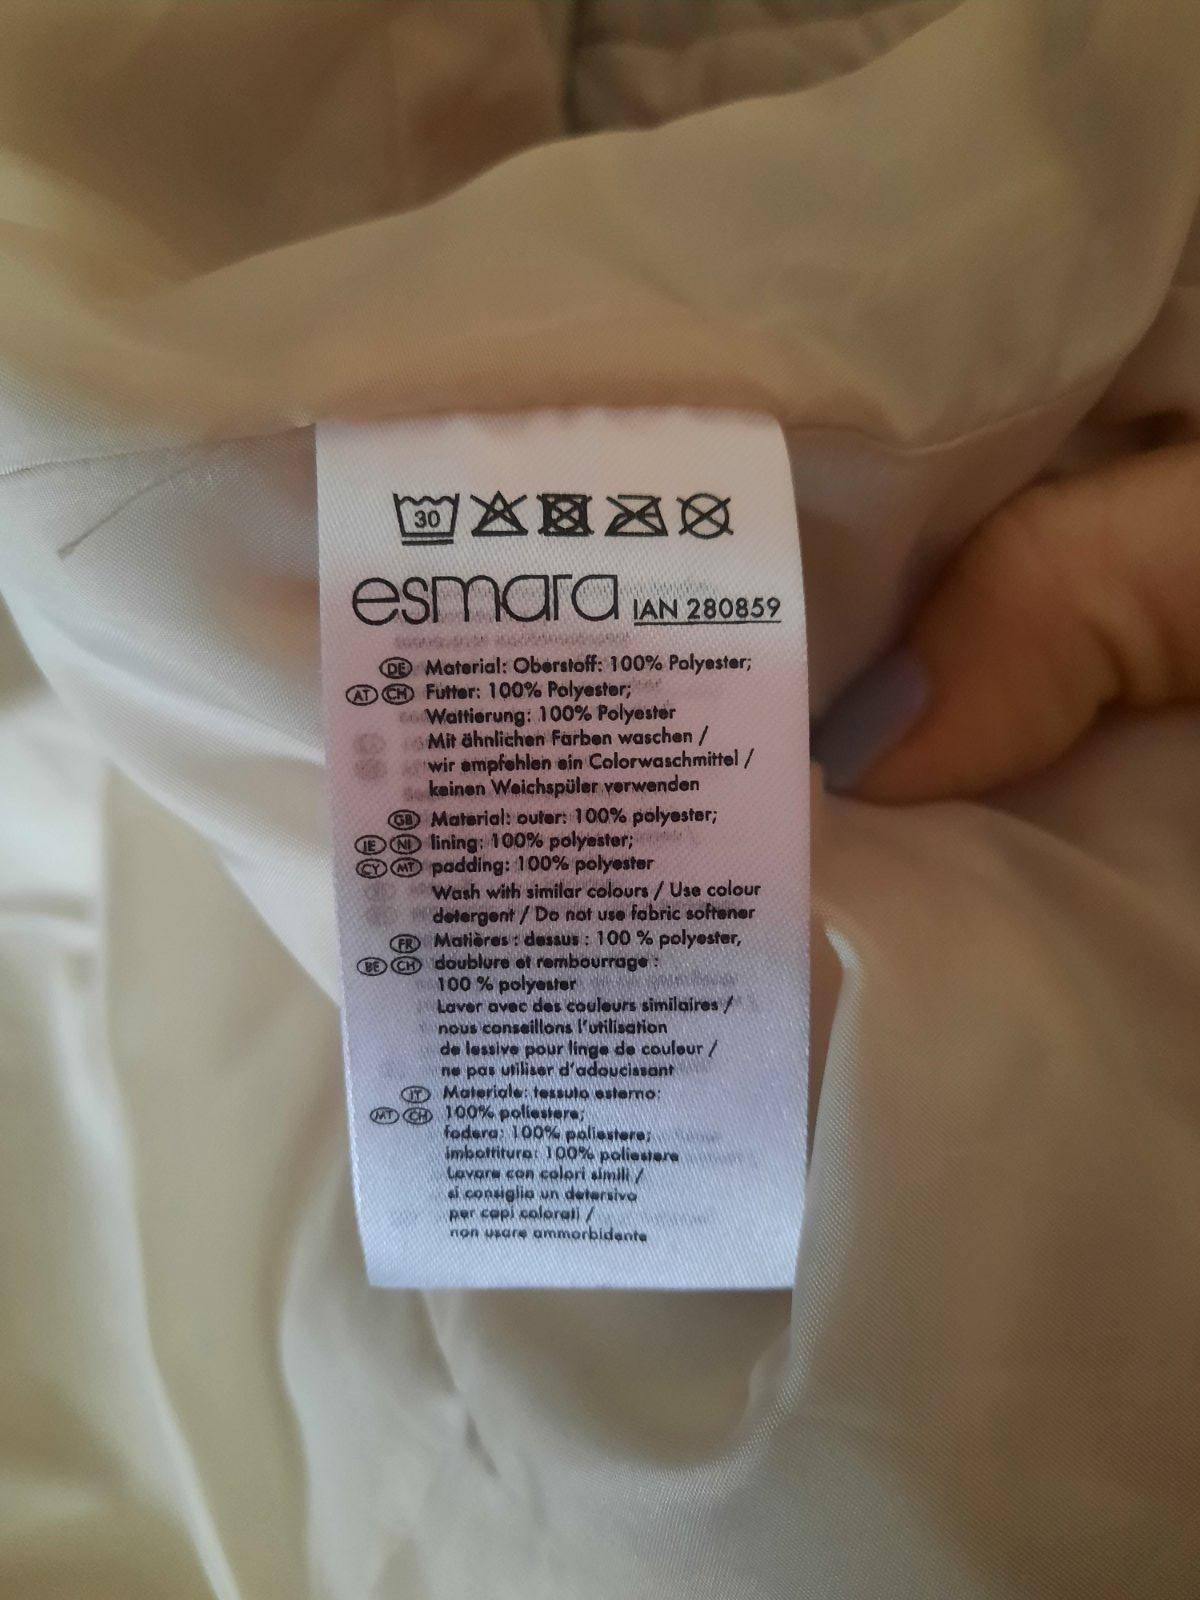 30
esmara IAN 280859
DE Material: Oberstoff: 100% Polyester;
AT CH Futter: 100% Polyester;
Wattierung: 100% Polyester
Mit ähnlichen Farben waschen /
wir empfehlen ein Colorwaschmittel /
keinen Weichspüler verwenden
GB Material: outer: 100% polyester;
IE NI lining: 100% polyester;
CY MT padding: 100% polyester
Wash with similar colours / Use colour
detergent / Do not use fabric softener
FR Matières : dessus : 100 % polyester,
BE CH doublure et rembourrage :
100 % polyester
Laver avec des couleurs similaires /
nous conseillons l'utilisation
de lessive pour linge de couleur /
ne pas utiliser d'adoucissant
IT Materiale: tessuto esterno:
MT CH 100% poliestere;
fodera: 100% poliestere;
imbottitura: 100% poliestere
Lavare con colori simili /
si consiglia un detersivo
per capi colorati /
non usare ammorbidente